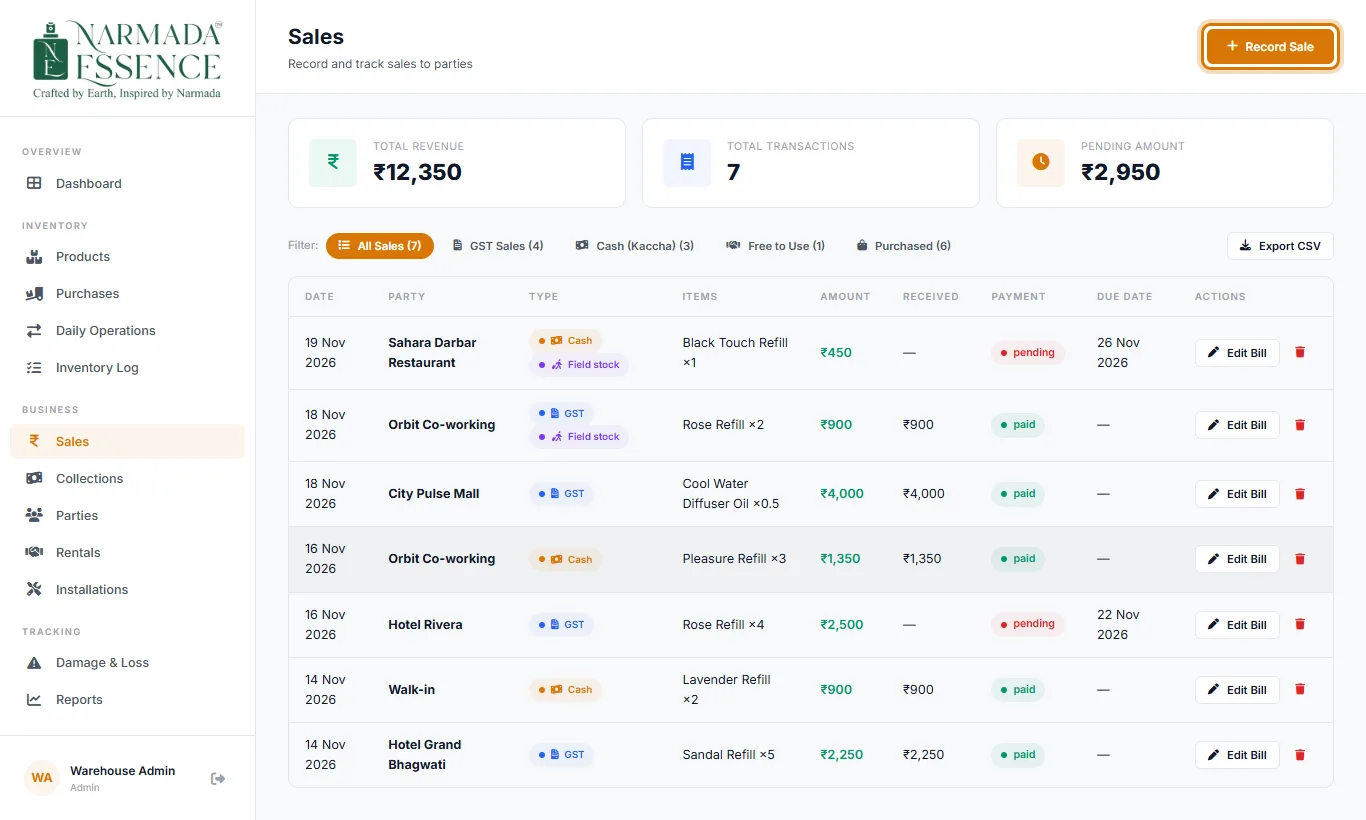 NARMADA™
ESSENCE
NE
Crafted by Earth, Inspired by Narmada
OVERVIEW
Dashboard
INVENTORY
Products
Purchases
Daily Operations
Inventory Log
BUSINESS
₹ Sales
Collections
Parties
Rentals
Installations
TRACKING
Damage & Loss
Reports
WA
Warehouse Admin
Admin
Sales
Record and track sales to parties
+ Record Sale
₹
TOTAL REVENUE
₹12,350
TOTAL TRANSACTIONS
7
PENDING AMOUNT
₹2,950
Filter: All Sales (7) GST Sales (4) Cash (Kaccha) (3) Free to Use (1) Purchased (6) Export CSV
DATE PARTY TYPE ITEMS AMOUNT RECEIVED PAYMENT DUE DATE ACTIONS
19 Nov
2026
Sahara Darbar
Restaurant
Cash
Field stock
Black Touch Refill
×1
₹450 — pending
26 Nov
2026
Edit Bill
18 Nov
2026
Orbit Co-working
GST
Field stock
Rose Refill ×2 ₹900 ₹900 paid — Edit Bill
18 Nov
2026
City Pulse Mall GST
Cool Water
Diffuser Oil ×0.5
₹4,000 ₹4,000 paid — Edit Bill
16 Nov
2026
Orbit Co-working Cash Pleasure Refill ×3 ₹1,350 ₹1,350 paid — Edit Bill
16 Nov
2026
Hotel Rivera GST Rose Refill ×4 ₹2,500 — pending
22 Nov
2026
Edit Bill
14 Nov
2026
Walk-in Cash
Lavender Refill
×2
₹900 ₹900 paid — Edit Bill
14 Nov
2026
Hotel Grand
Bhagwati
GST Sandal Refill ×5 ₹2,250 ₹2,250 paid — Edit Bill